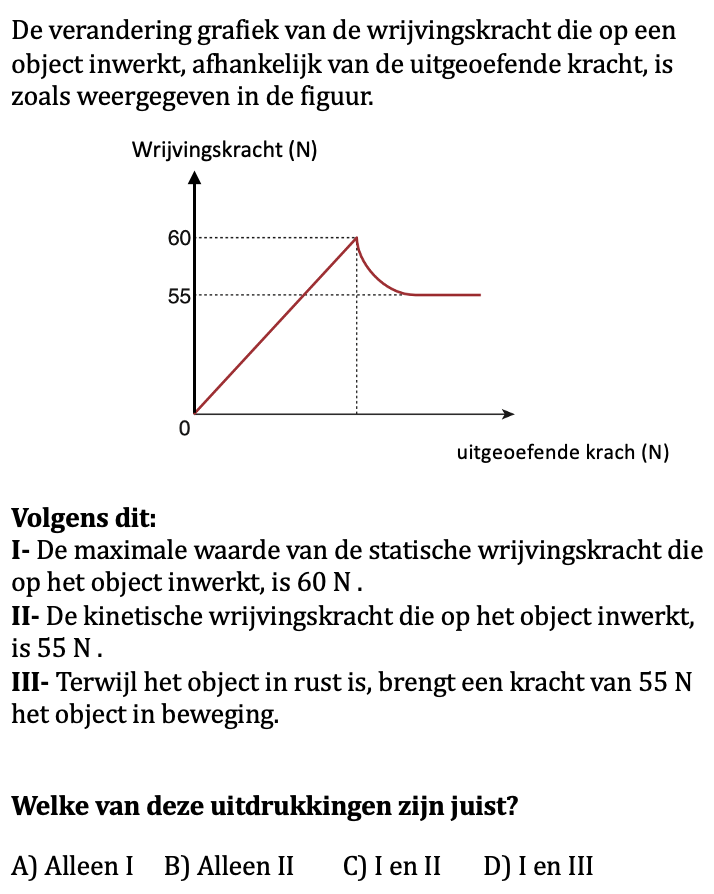 De verandering grafiek van de wrijvingskracht die op een
object inwerkt, afhankelijk van de uitgeoefende kracht, is
zoals weergegeven in de figuur.
Wrijvingskracht (N)
60
55
0
uitgeoefende krach (N)
Volgens dit:
I- De maximale waarde van de statische wrijvingskracht die
op het object inwerkt, is 60 N .
II- De kinetische wrijvingskracht die op het object inwerkt,
is 55 N .
III- Terwijl het object in rust is, brengt een kracht van 55 N
het object in beweging.
Welke van deze uitdrukkingen zijn juist?
A) Alleen I B) Alleen II C) I en II D) I en III